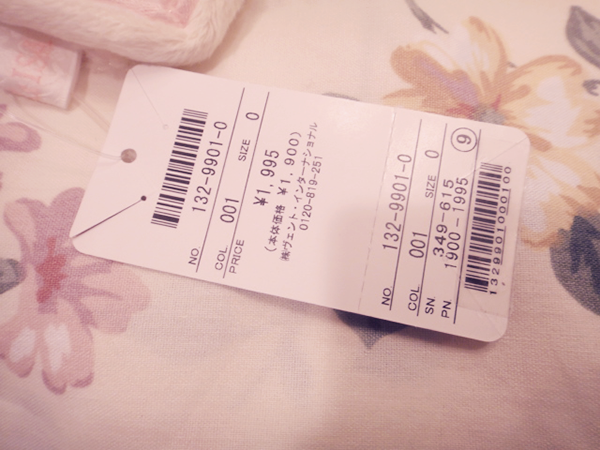 NO. 132-9901-0
COL 001 SIZE 0
PRICE
¥1,995
(本体価格 ¥1,900)
㈱ヴェント・インターナショナル
0120-819-251
NO. 132-9901-0
COL 001 SIZE 0
SN 349-615
PN 1900-1995 ⑨
1329901000100